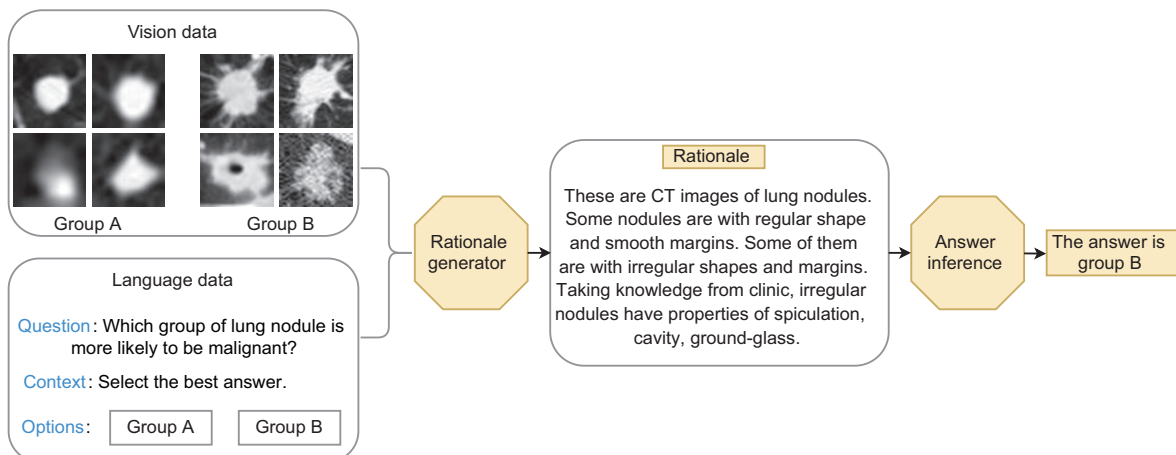 Vision data
Group A
Group B
Language data
Question: Which group of lung nodule is
more likely to be malignant?
Context: Select the best answer.
Options:
Group A
Group B
Rationale
generator
Rationale
These are CT images of lung nodules.
Some nodules are with regular shape
and smooth margins. Some of them
are with irregular shapes and margins.
Taking knowledge from clinic, irregular
nodules have properties of spiculation,
cavity, ground-glass.
Answer
inference
The answer is
group B